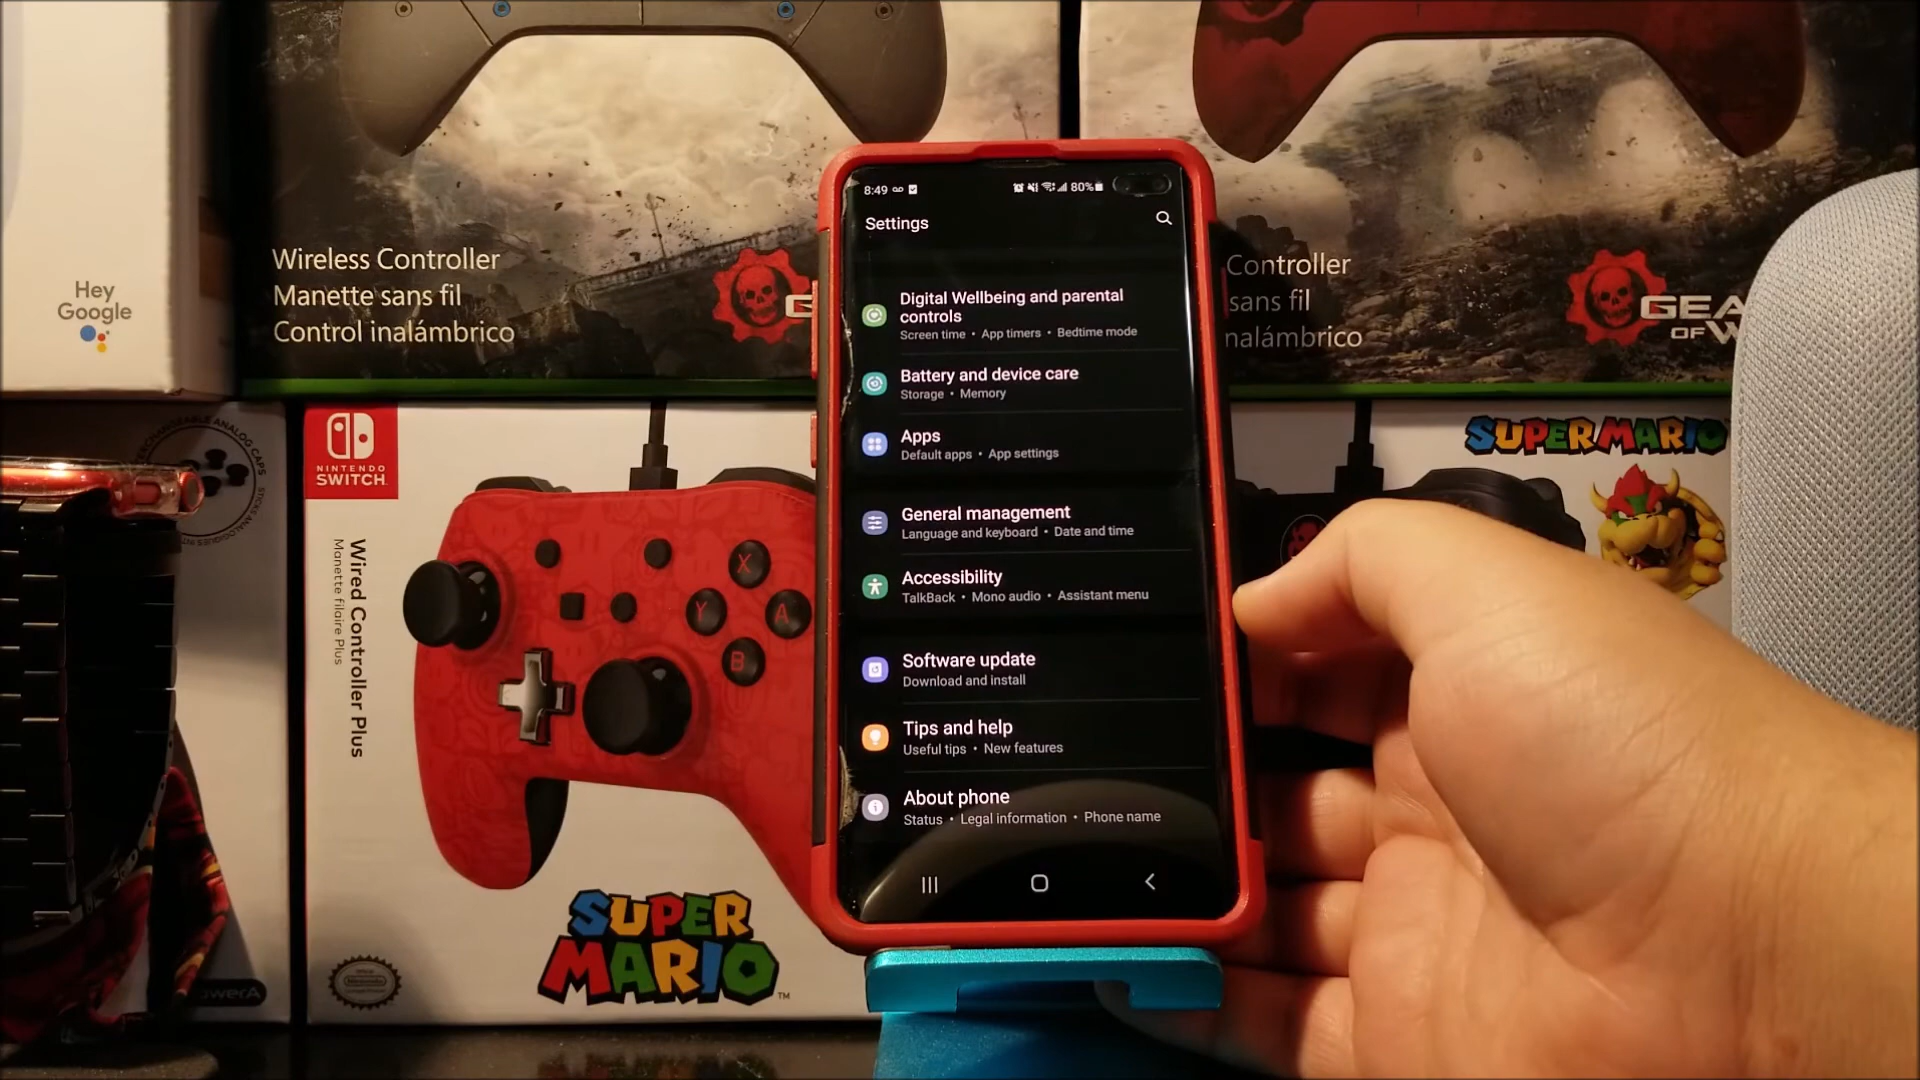 Hey
Google
Wireless Controller
Manette sans fil
Control inalámbrico
G
Controller
sans fil
nalámbrico
GEA
OF W
NINTENDO
SWITCH
Wired Controller Plus
Manette filaire Plus
X
Y
A
B
SUPER
MARIO
TM
werA
SUPER MARIO
8:49
80%
Settings
Digital Wellbeing and parental
controls
Screen time • App timers • Bedtime mode
Battery and device care
Storage • Memory
Apps
Default apps • App settings
General management
Language and keyboard • Date and time
Accessibility
TalkBack • Mono audio • Assistant menu
Software update
Download and install
Tips and help
Useful tips • New features
About phone
Status • Legal information • Phone name